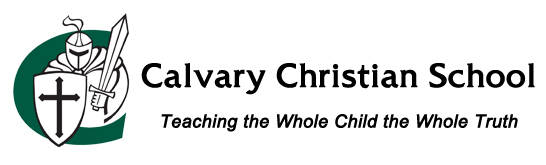 Calvary Christian School
Teaching the Whole Child the Whole Truth